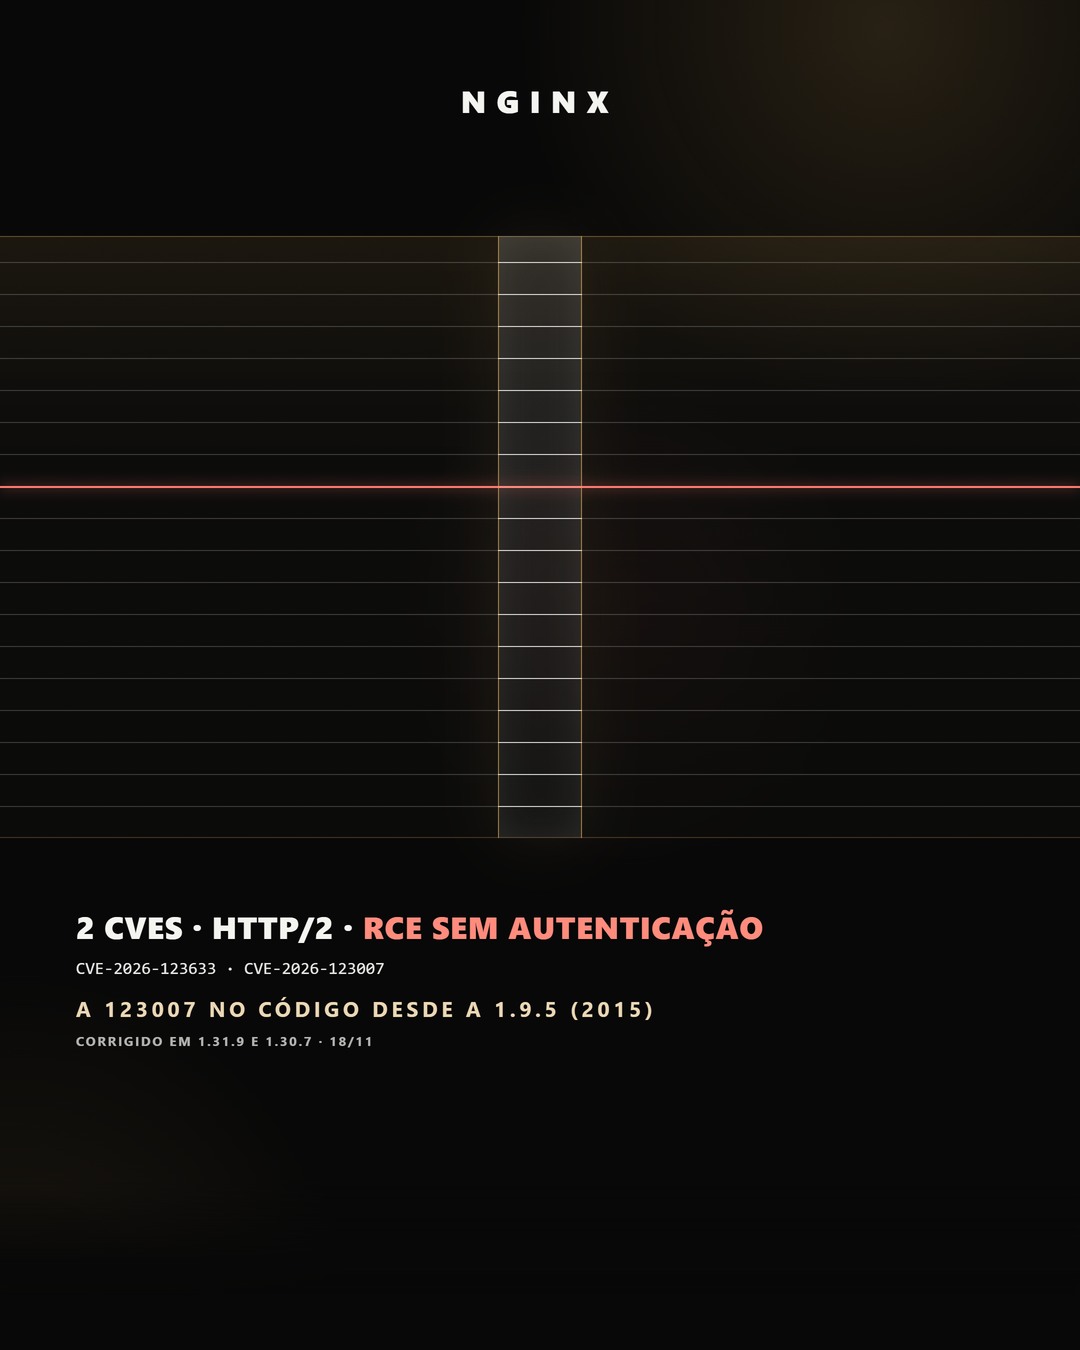 NGINX
2 CVES · HTTP/2 · RCE SEM AUTENTICAÇÃO
CVE-2026-123633 · CVE-2026-123007
A 123007 NO CÓDIGO DESDE A 1.9.5 (2015)
CORRIGIDO EM 1.31.9 E 1.30.7 · 18/11